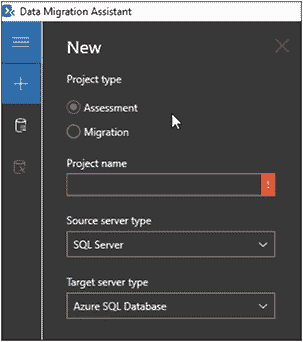 Data Migration Assistant
New
Project type
Assessment
Migration
Project name
!
Source server type
SQL Server
Target server type
Azure SQL Database